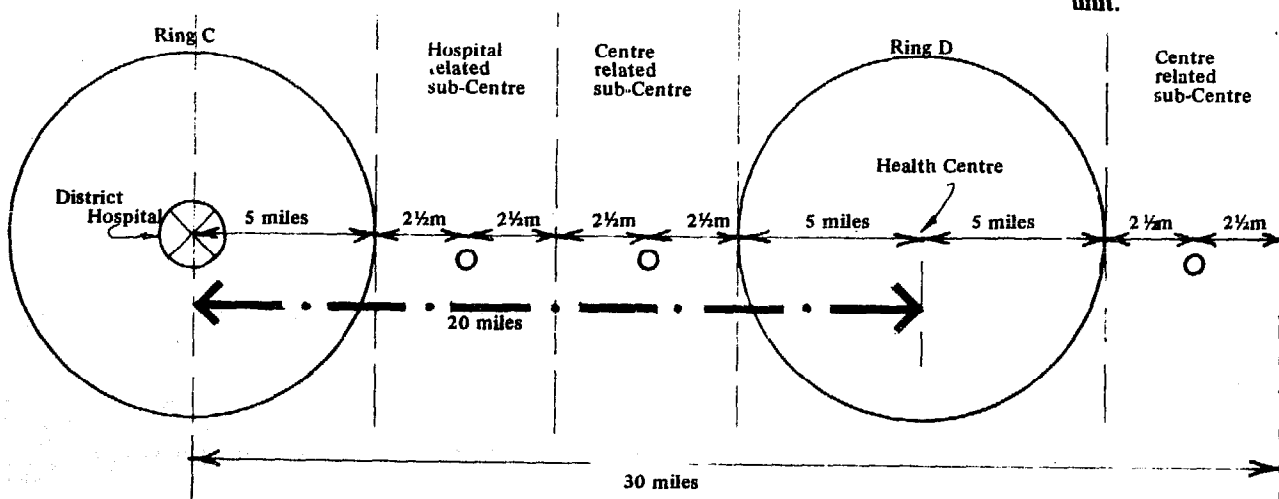 unit.
Ring C
Hospital
related
sub-Centre
Centre
related
sub-Centre
Ring D
Centre
related
sub-Centre
Health Centre
District
Hospital
5 miles
2½m
2½m
2½m
2½m
5 miles
5 miles
2½m
2½m
20 miles
30 miles